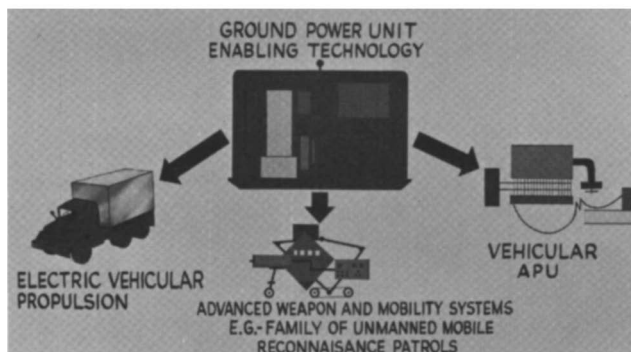 GROUND POWER UNIT
ENABLING TECHNOLOGY
ELECTRIC VEHICULAR
PROPULSION
ADVANCED WEAPON AND MOBILITY SYSTEMS
E.G.-FAMILY OF UNMANNED MOBILE
RECONNAISANCE PATROLS
VEHICULAR
APU